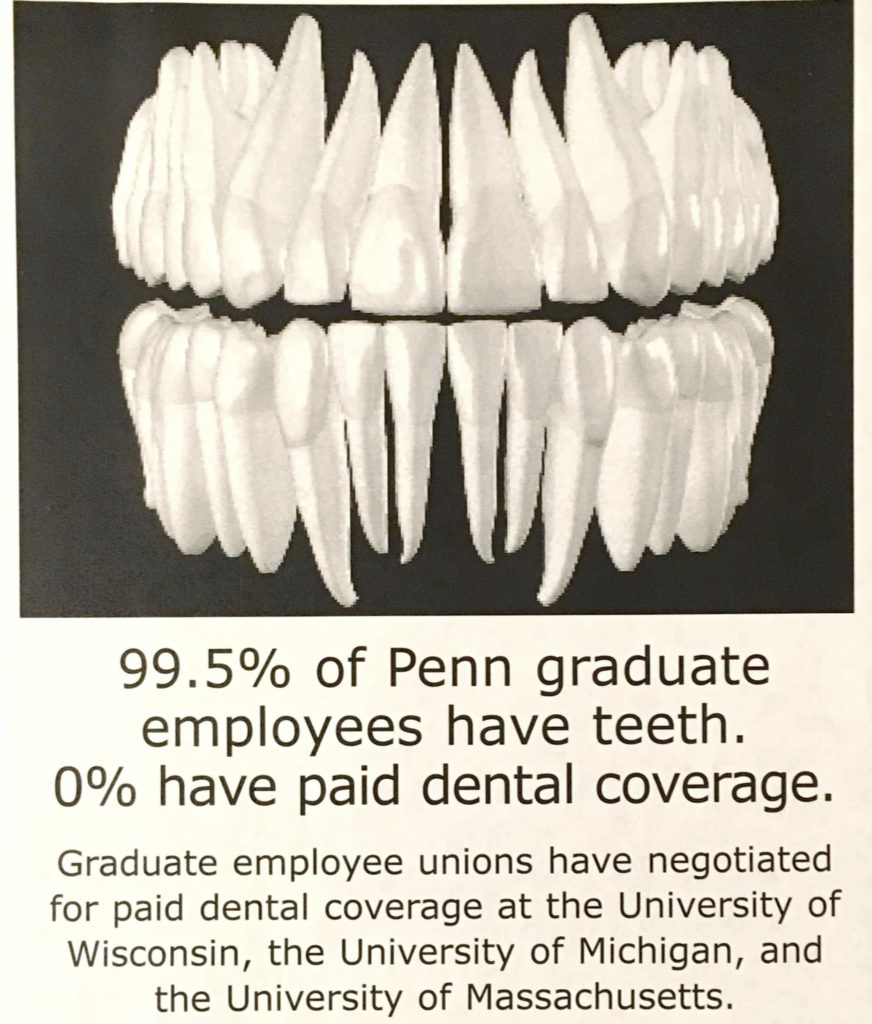 99.5% of Penn graduate
employees have teeth.
0% have paid dental coverage.
Graduate employee unions have negotiated
for paid dental coverage at the University of
Wisconsin, the University of Michigan, and
the University of Massachusetts.